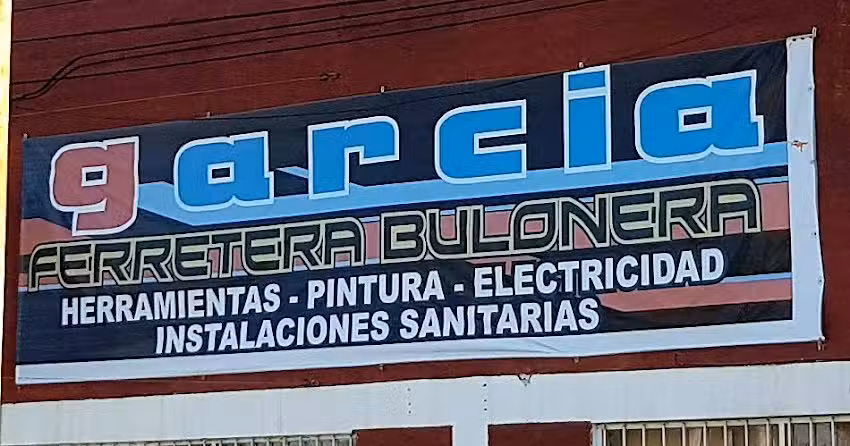 garcia
FERRETERA BULONERA
HERRAMIENTAS - PINTURA - ELECTRICIDAD
INSTALACIONES SANITARIAS